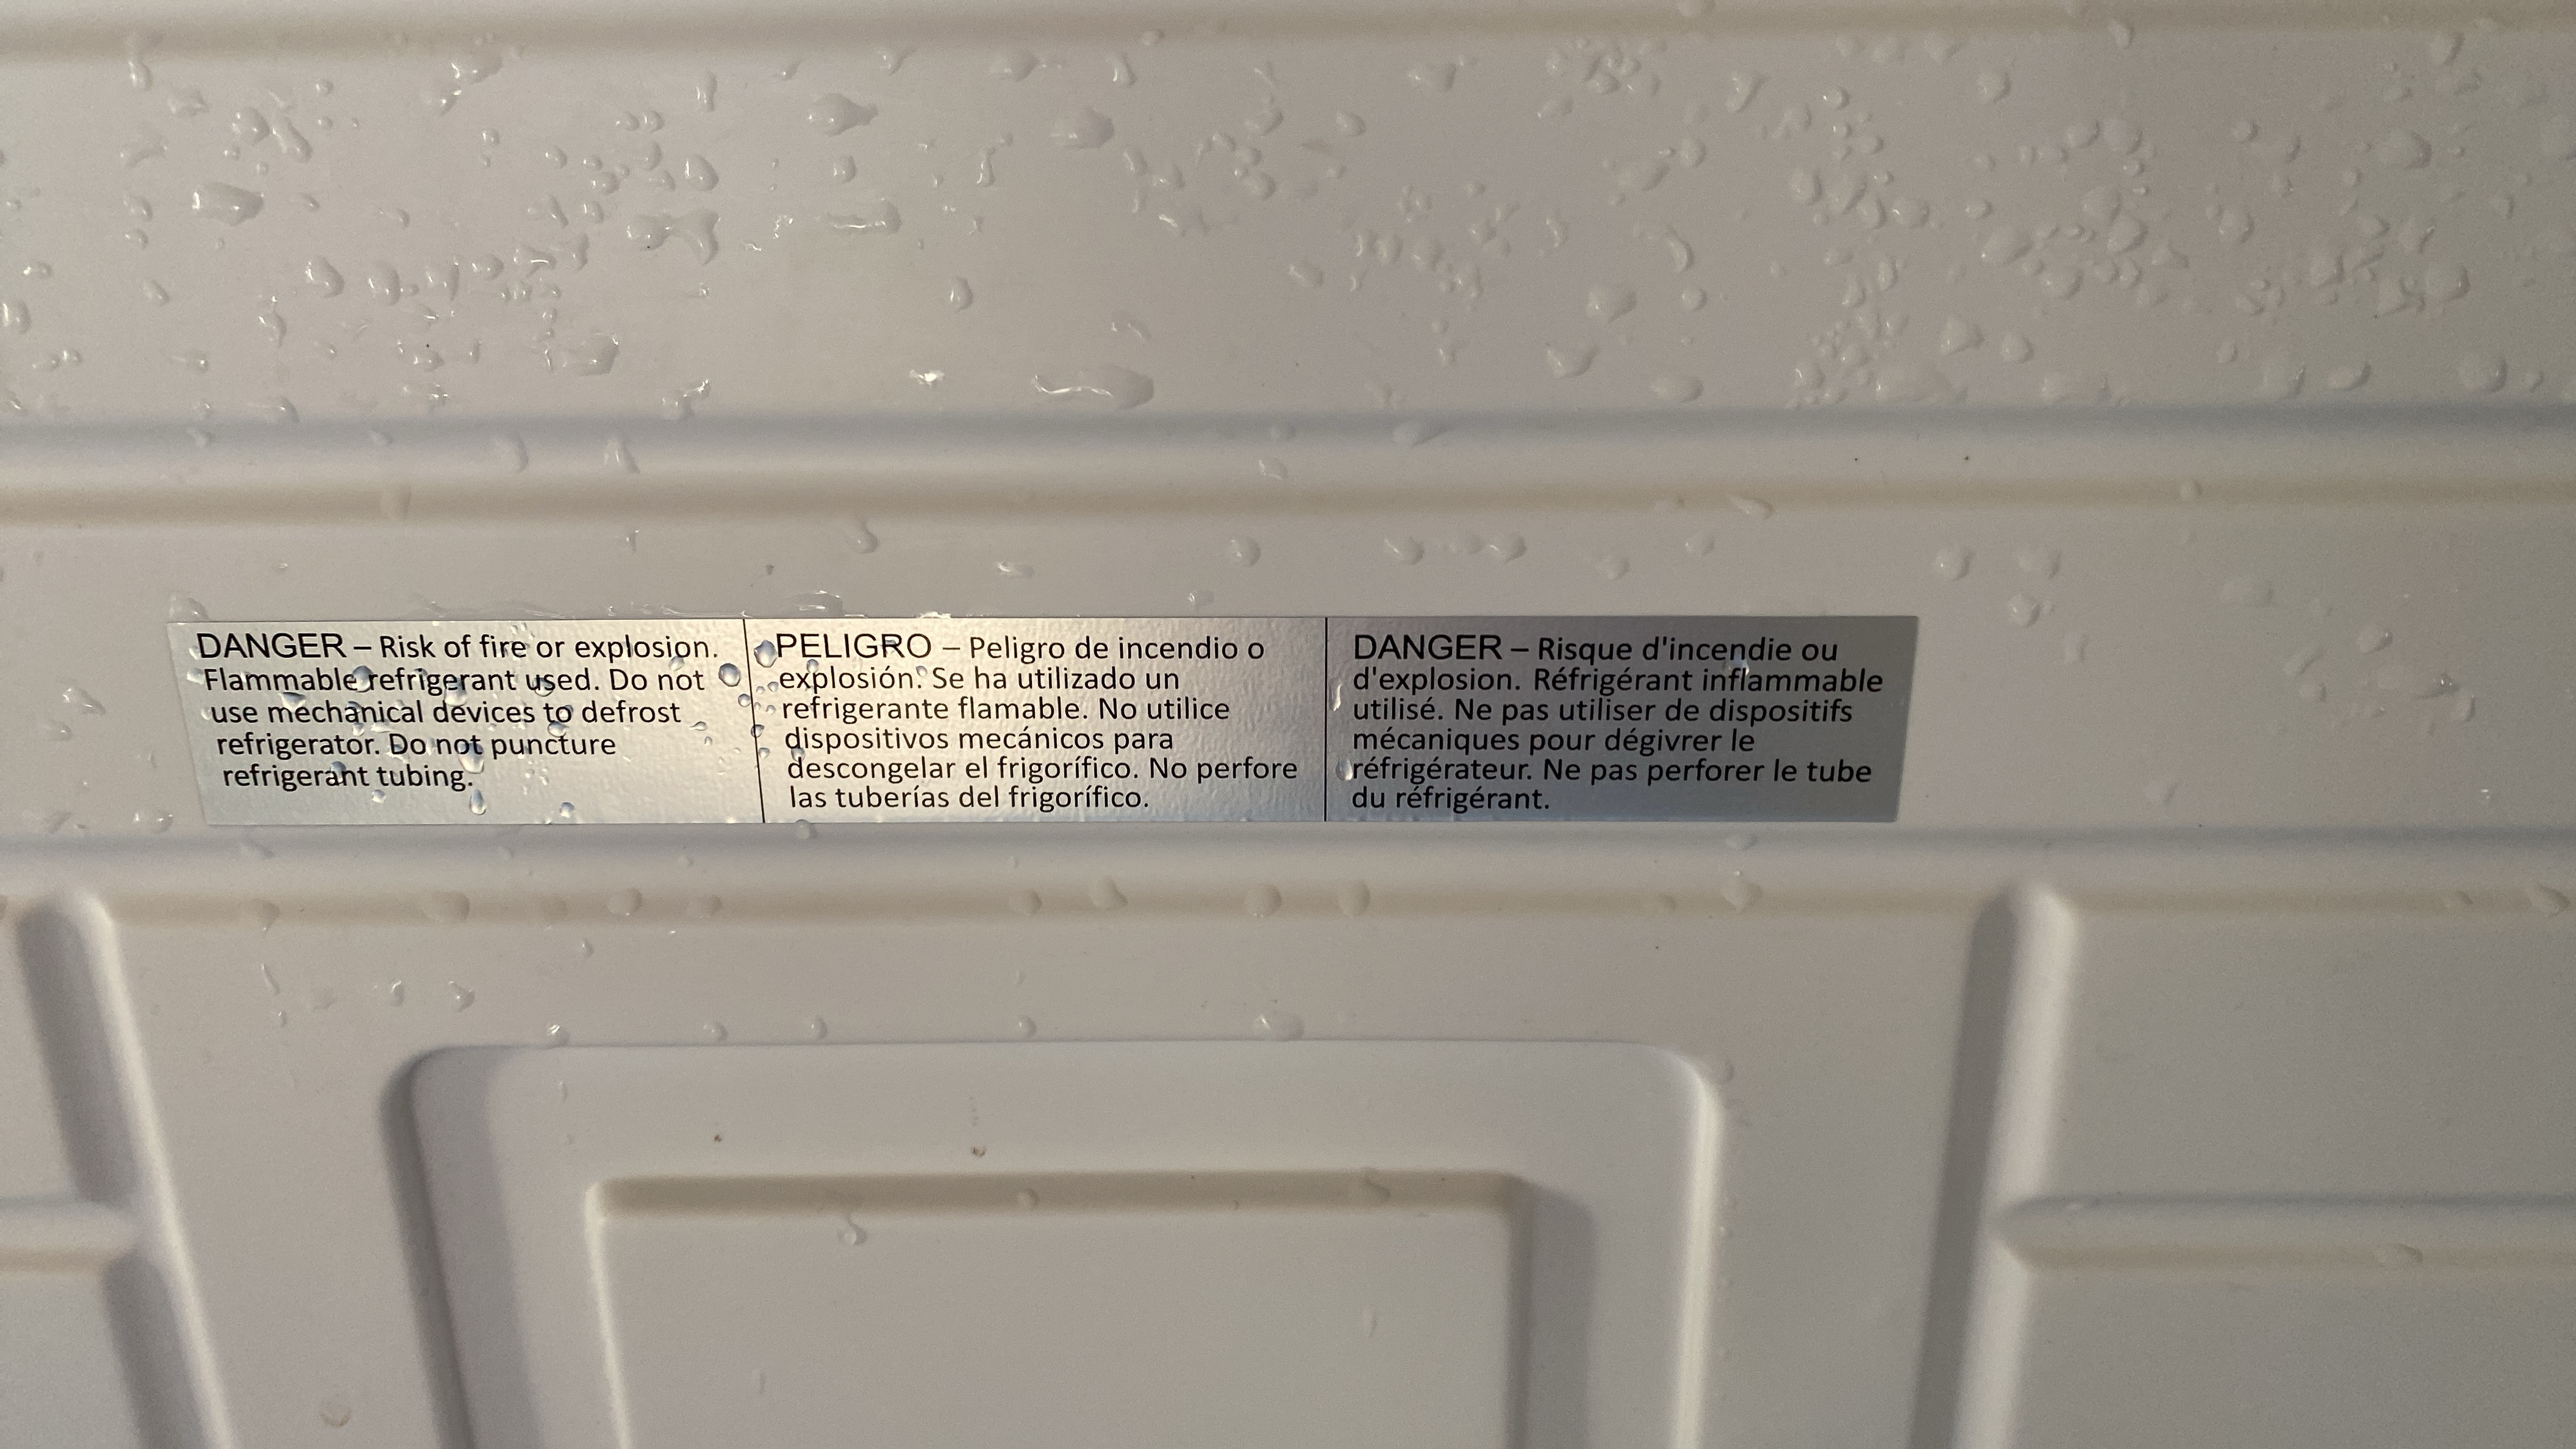 DANGER – Risk of fire or explosion.
Flammable refrigerant used. Do not
use mechanical devices to defrost
refrigerator. Do not puncture
refrigerant tubing.
PELIGRO – Peligro de incendio o
explosión. Se ha utilizado un
refrigerante flamable. No utilice
dispositivos mecánicos para
descongelar el frigorífico. No perfore
las tuberías del frigorífico.
DANGER – Risque d'incendie ou
d'explosion. Réfrigérant inflammable
utilisé. Ne pas utiliser de dispositifs
mécaniques pour dégivrer le
réfrigérateur. Ne pas perforer le tube
du réfrigérant.